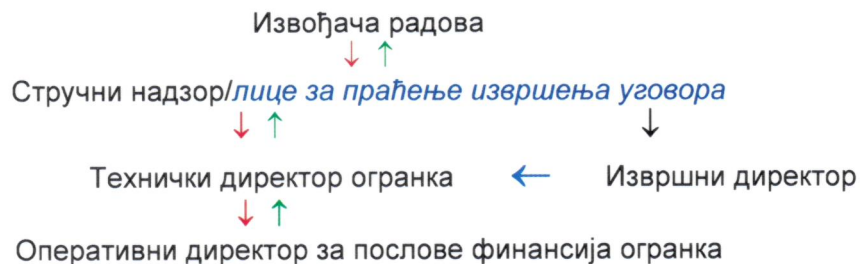 Извођача радова
Стручни надзор/лице за праћење извршења уговора
Технички директор огранка
Извршни директор
Оперативни директор за послове финансија огранка